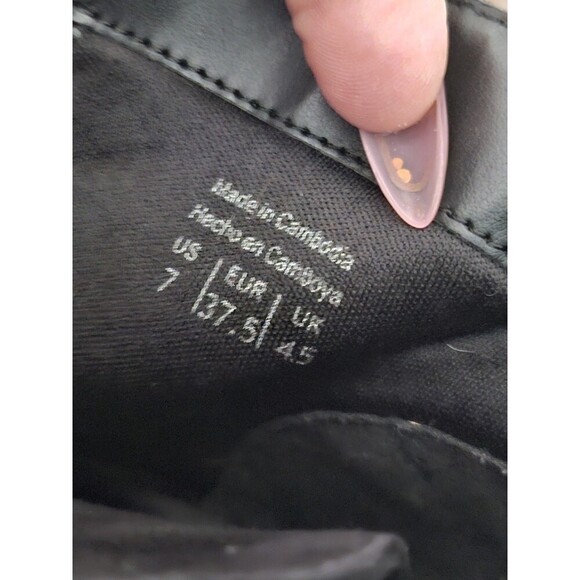 Made in Cambodia
Hecho en Camboya
US | EUR | UK
7 | 37.5 | 4.5